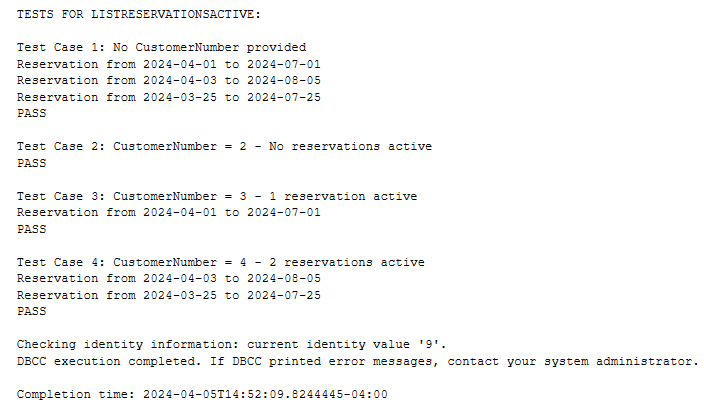 TESTS FOR LISTRESERVATIONSACTIVE:
Test Case 1: No CustomerNumber provided
Reservation from 2024-04-01 to 2024-07-01
Reservation from 2024-04-03 to 2024-08-05
Reservation from 2024-03-25 to 2024-07-25
PASS
Test Case 2: CustomerNumber = 2 - No reservations active
PASS
Test Case 3: CustomerNumber = 3 - 1 reservation active
Reservation from 2024-04-01 to 2024-07-01
PASS
Test Case 4: CustomerNumber = 4 - 2 reservations active
Reservation from 2024-04-03 to 2024-08-05
Reservation from 2024-03-25 to 2024-07-25
PASS
Checking identity information: current identity value '9'.
DBCC execution completed. If DBCC printed error messages, contact your system administrator.
Completion time: 2024-04-05T14:52:09.8244445-04:00